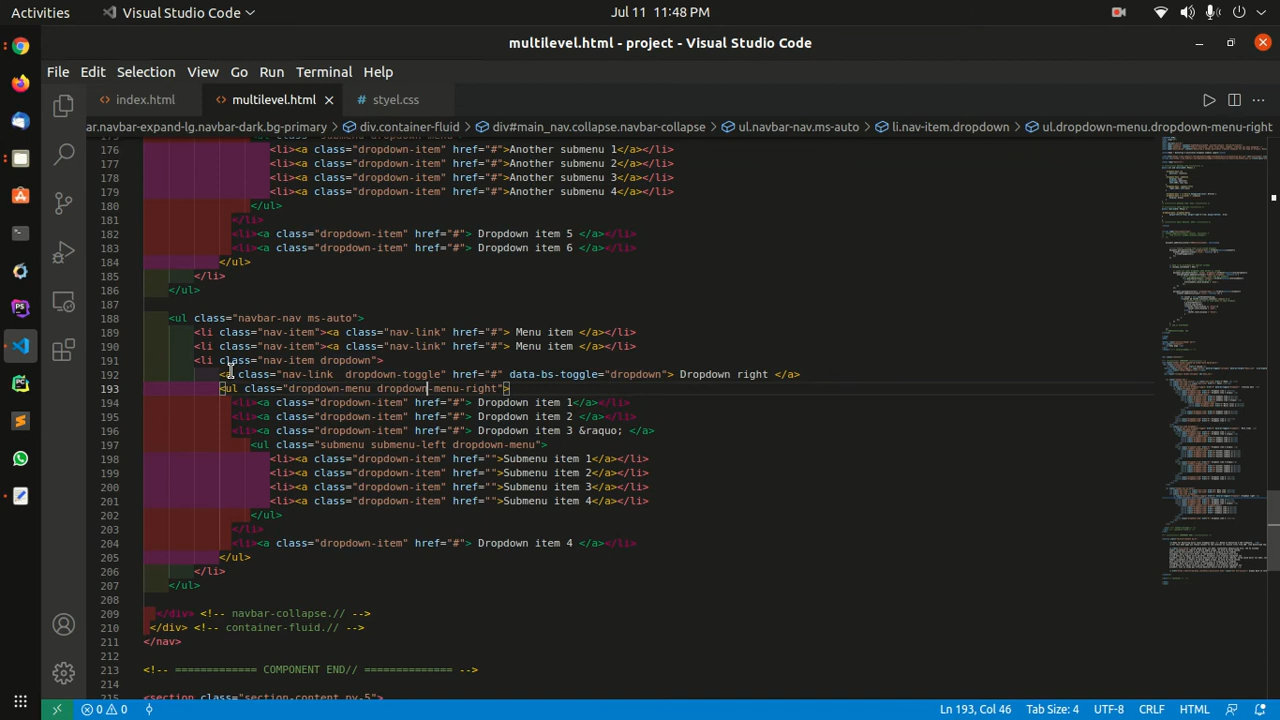 Activities
Visual Studio Code
Jul 11 11:48 PM
multilevel.html - project - Visual Studio Code
File Edit Selection View Go Run Terminal Help
index.html
multilevel.html
styel.css
ar.navbar-expand-lg.navbar-dark.bg-primary > div.container-fluid > div#main_nav.collapse.navbar-collapse > ul.navbar-nav.ms-auto > li.nav-item.dropdown > ul.dropdown-menu.dropdown-menu-right
176 <li><a class="dropdown-item" href="#">Another submenu 1</a></li>
177 <li><a class="dropdown-item" href="#">Another submenu 2</a></li>
178 <li><a class="dropdown-item" href="#">Another submenu 3</a></li>
179 <li><a class="dropdown-item" href="#">Another submenu 4</a></li>
180 </ul>
181 </li>
182 <li><a class="dropdown-item" href="#"> Dropdown item 5 </a></li>
183 <li><a class="dropdown-item" href="#"> Dropdown item 6 </a></li>
184 </ul>
185 </li>
186 </ul>
187
188 <ul class="navbar-nav ms-auto">
189 <li class="nav-item"><a class="nav-link" href="#"> Menu item </a></li>
190 <li class="nav-item"><a class="nav-link" href="#"> Menu item </a></li>
191 <li class="nav-item dropdown">
192 <a class="nav-link  dropdown-toggle" href="#" data-bs-toggle="dropdown"> Dropdown right </a>
193 <ul class="dropdown-menu dropdown-menu-right">
194 <li><a class="dropdown-item" href="#"> Dropdown item 1</a></li>
195 <li><a class="dropdown-item" href="#"> Dropdown item 2 </a></li>
196 <li><a class="dropdown-item" href="#"> Dropdown item 3 &raquo; </a>
197 <ul class="submenu submenu-left dropdown-menu">
198 <li><a class="dropdown-item" href="">Submenu item 1</a></li>
199 <li><a class="dropdown-item" href="">Submenu item 2</a></li>
200 <li><a class="dropdown-item" href="">Submenu item 3</a></li>
201 <li><a class="dropdown-item" href="">Submenu item 4</a></li>
202 </ul>
203 </li>
204 <li><a class="dropdown-item" href="#"> Dropdown item 4 </a></li>
205 </ul>
206 </li>
207 </ul>
208
209 </div> <!-- navbar-collapse.// -->
210 </div> <!-- container-fluid.// -->
211 </nav>
212
213 <!-- ============= COMPONENT END// ============== -->
214
215 <section class="section-content py-5">
0 0 Ln 193, Col 46 Tab Size: 4 UTF-8 CRLF HTML